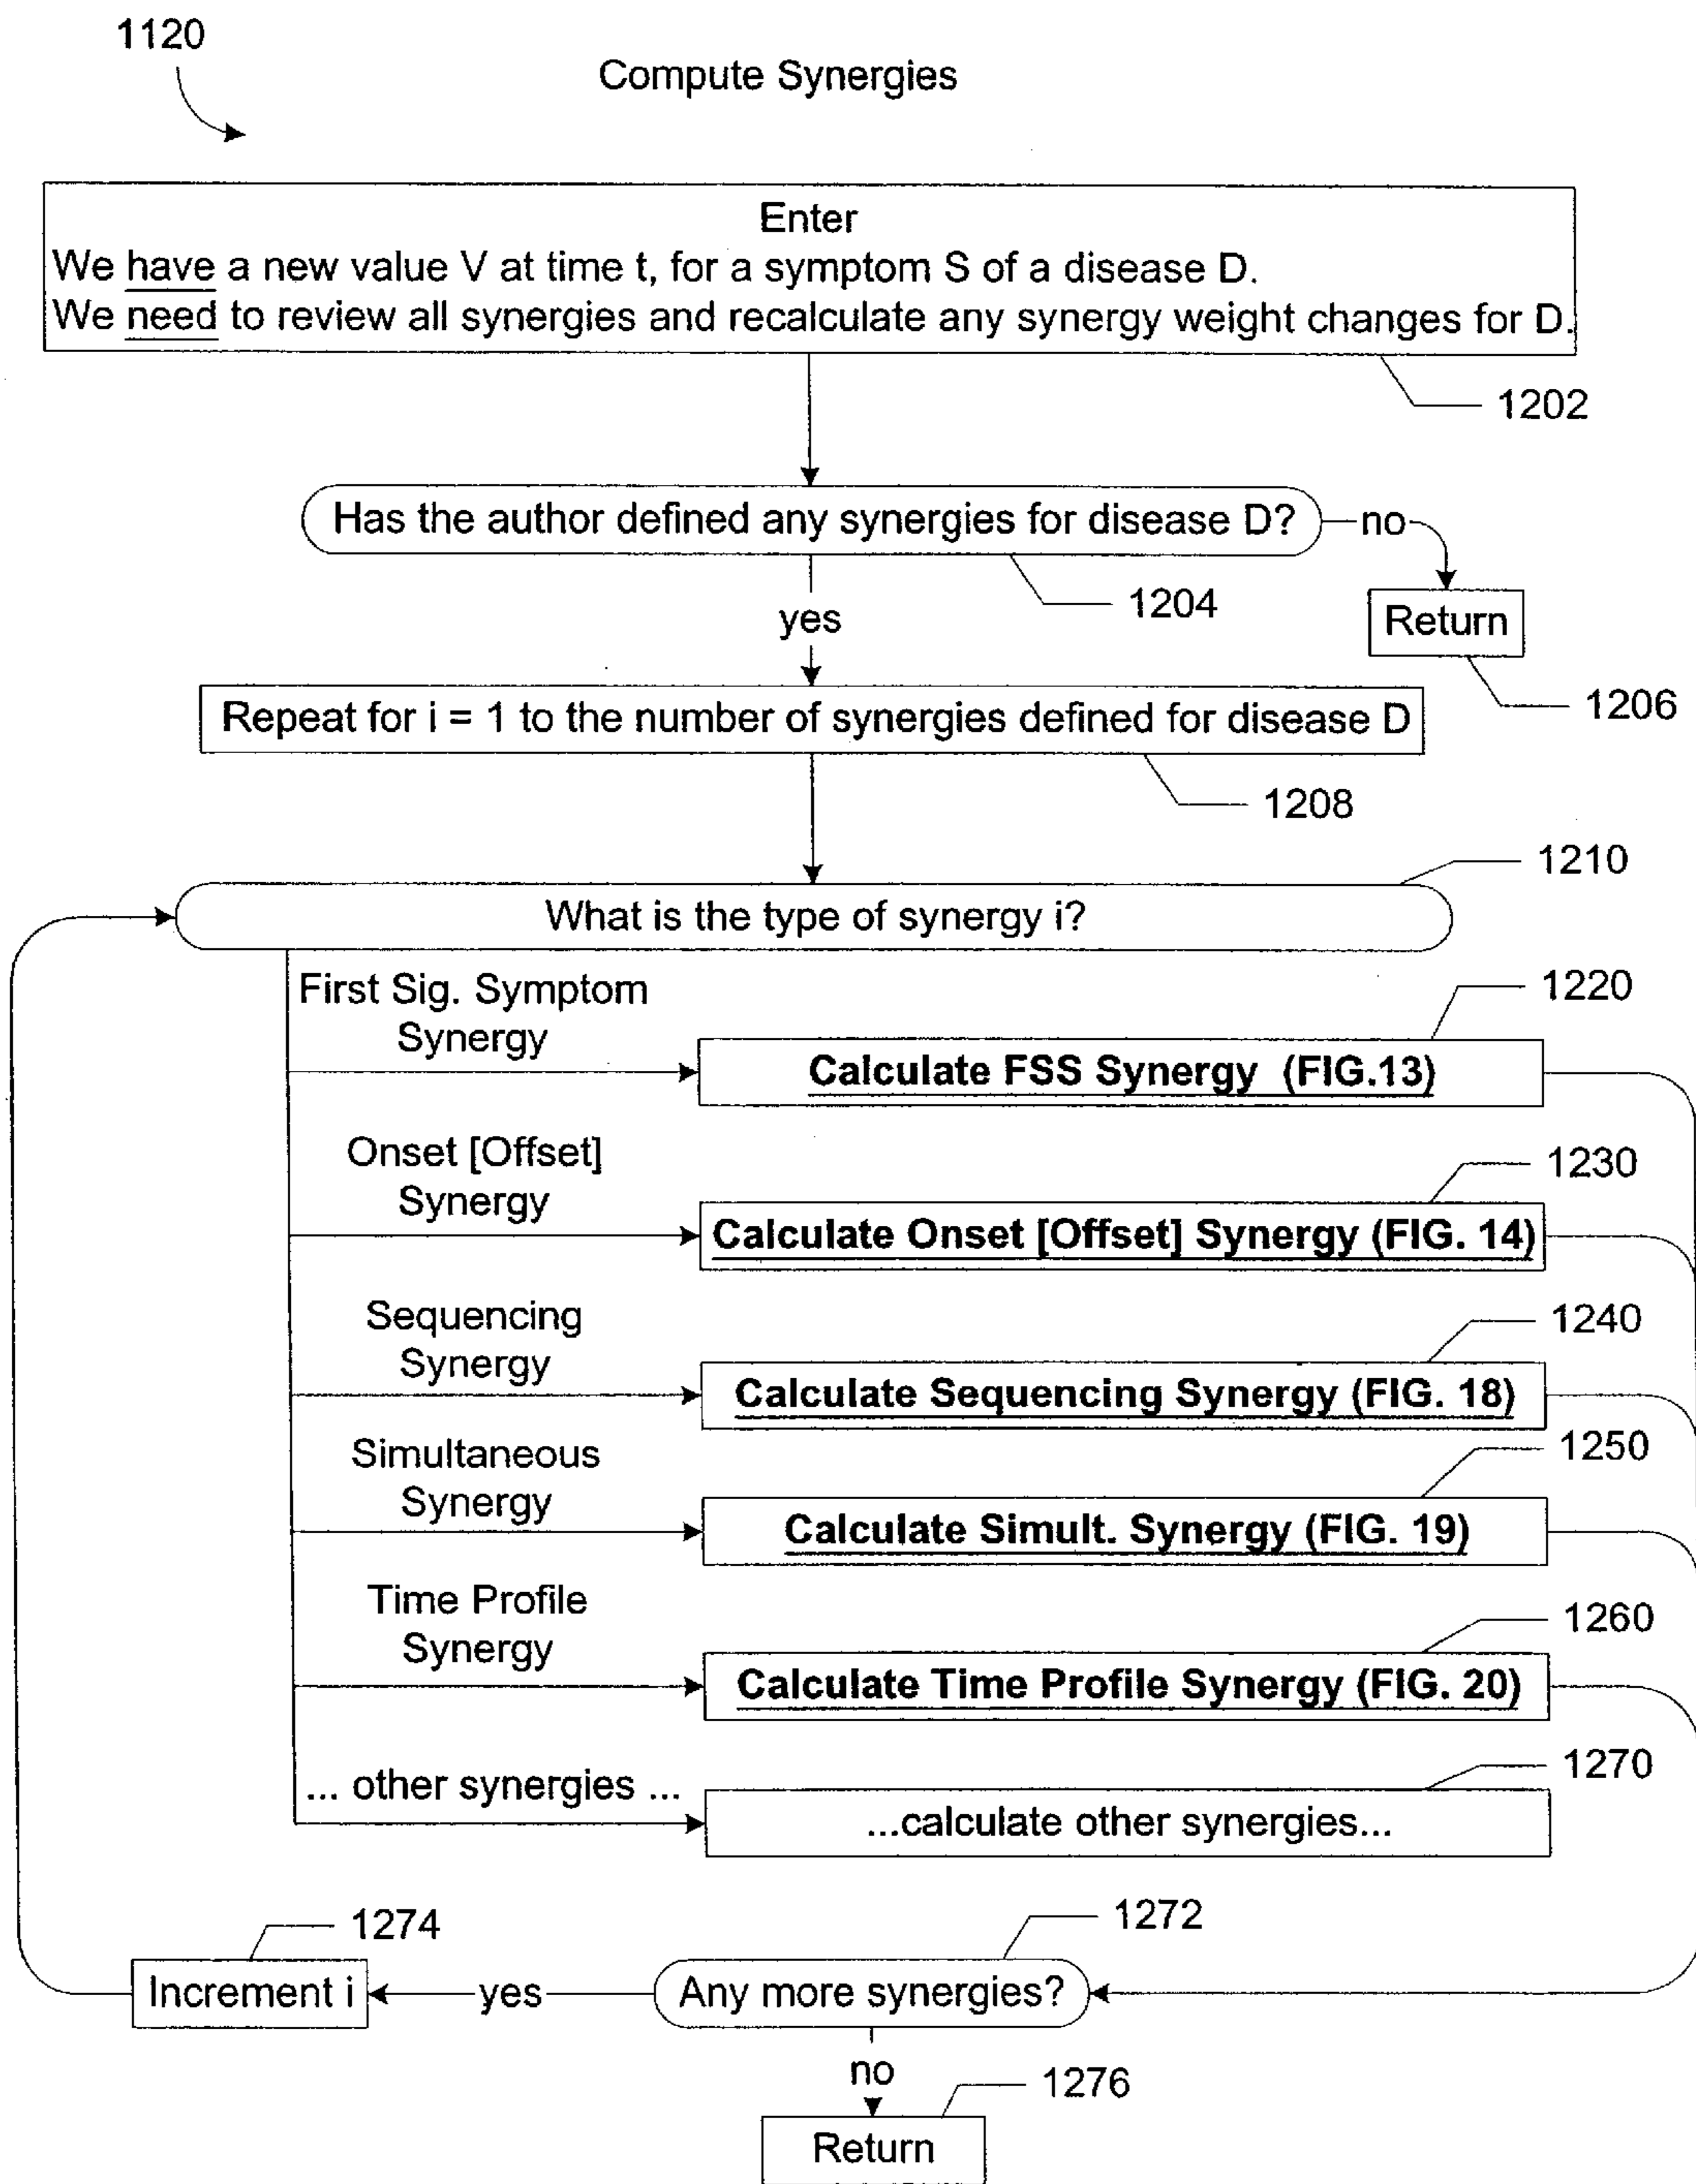 1120
Compute Synergies
Enter
We have a new value V at time t, for a symptom S of a disease D.
We need to review all synergies and recalculate any synergy weight changes for D.
1202
Has the author defined any synergies for disease D?
no
1204
yes
Return
1206
Repeat for i = 1 to the number of synergies defined for disease D
1208
1210
What is the type of synergy i?
First Sig. Symptom
Synergy
1220
Calculate FSS Synergy (FIG.13)
Onset [Offset]
Synergy
1230
Calculate Onset [Offset] Synergy (FIG. 14)
Sequencing
Synergy
1240
Calculate Sequencing Synergy (FIG. 18)
Simultaneous
Synergy
1250
Calculate Simult. Synergy (FIG. 19)
Time Profile
Synergy
1260
Calculate Time Profile Synergy (FIG. 20)
... other synergies ...
1270
...calculate other synergies...
1274
1272
Increment i
yes
Any more synergies?
no
1276
Return